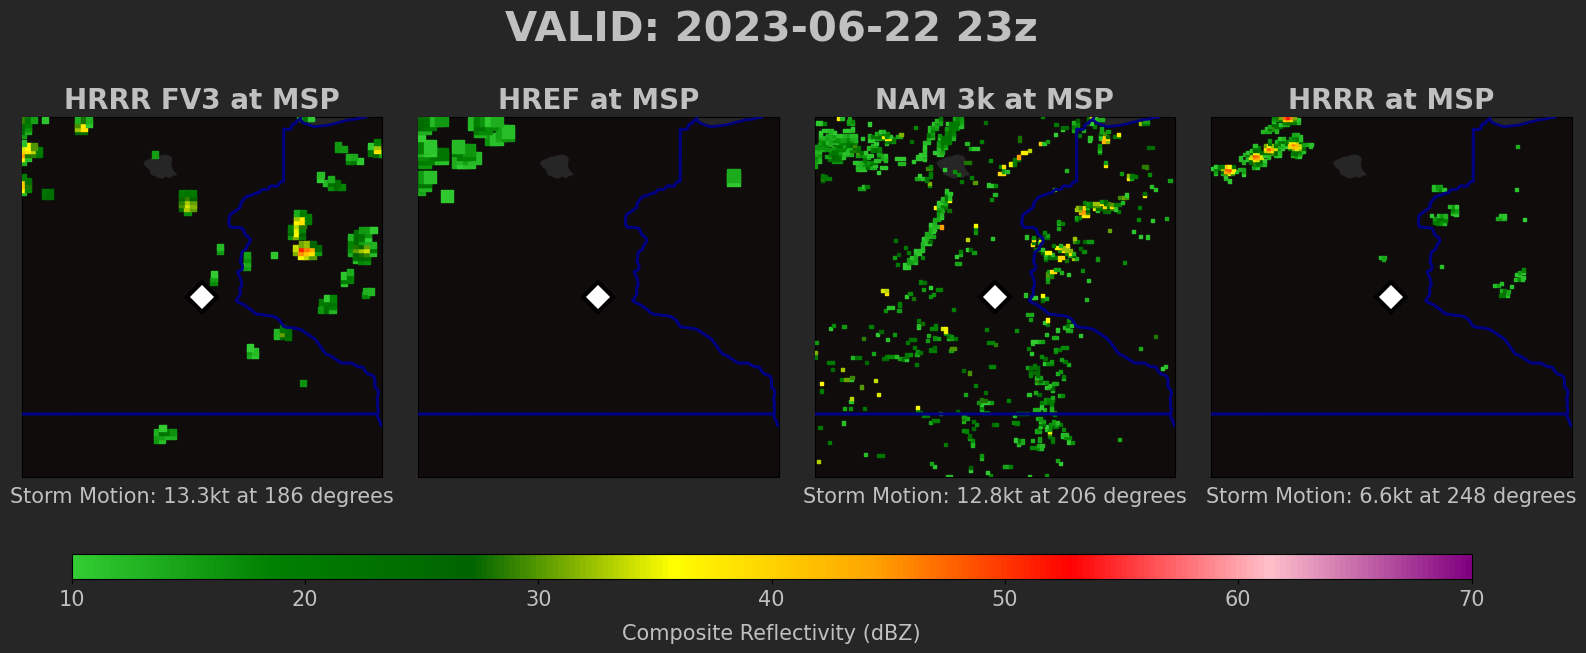 VALID: 2023-06-22 23z
HRRR FV3 at MSP
HREF at MSP
NAM 3k at MSP
HRRR at MSP
Storm Motion: 13.3kt at 186 degrees
Storm Motion: 12.8kt at 206 degrees
Storm Motion: 6.6kt at 248 degrees
10 20 30 40 50 60 70
Composite Reflectivity (dBZ)